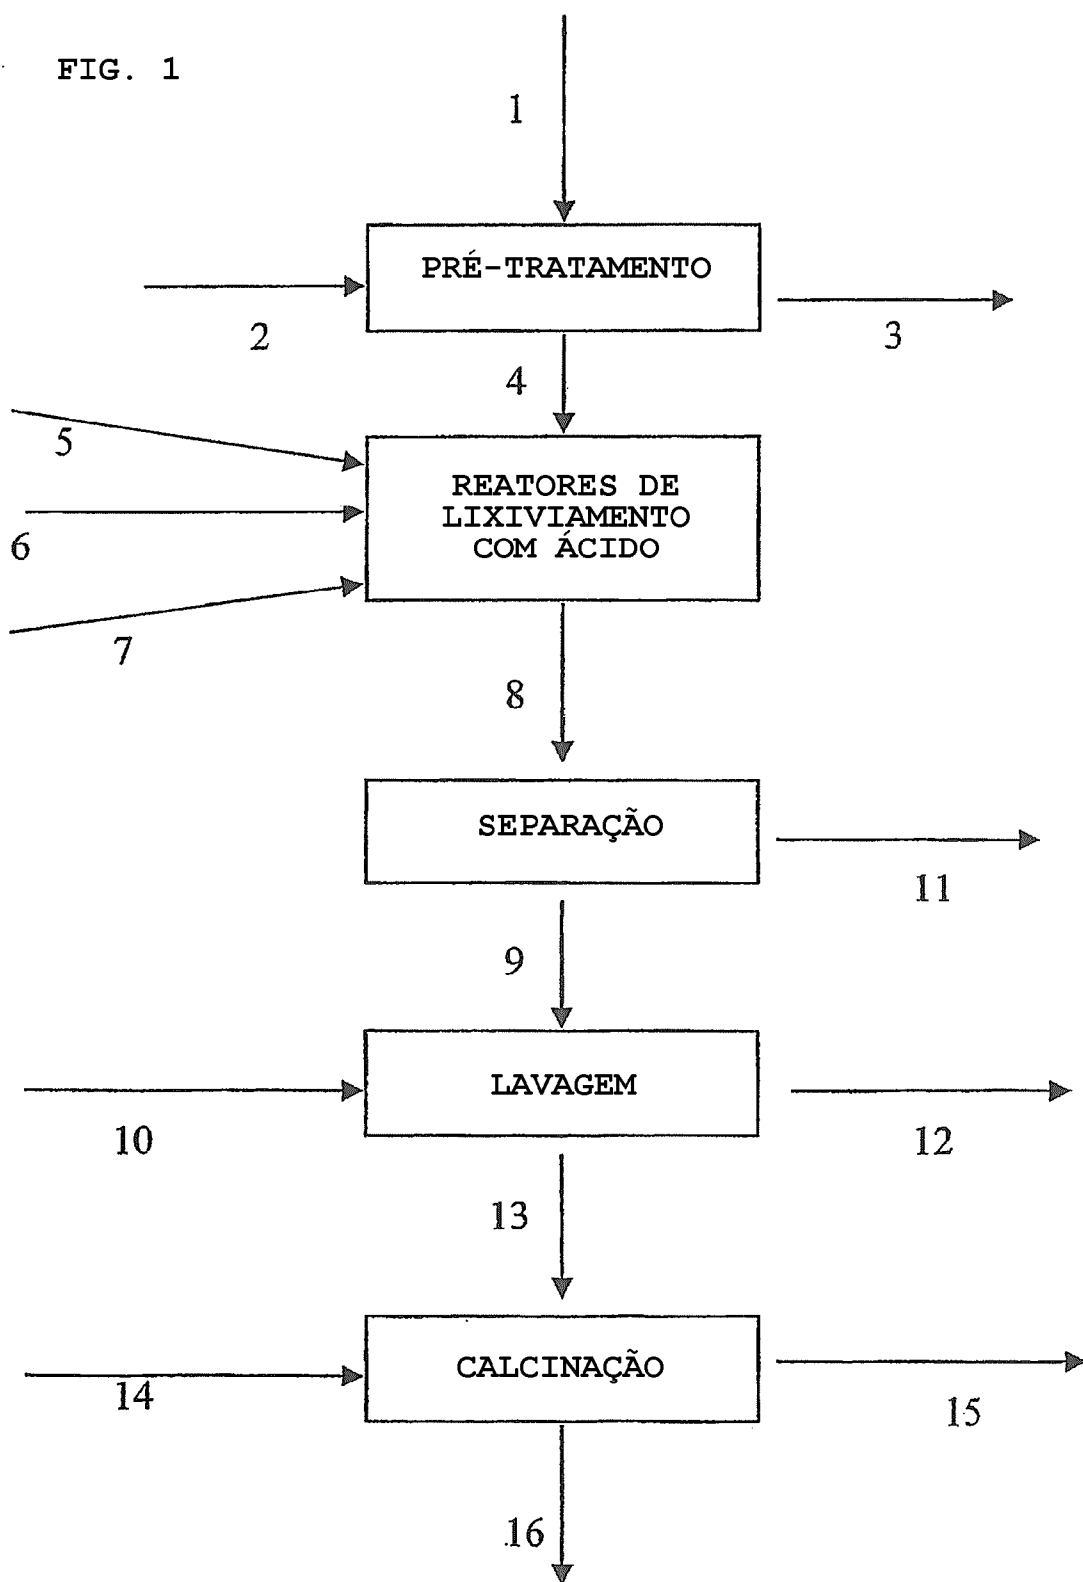 FIG. 1
1
PRÉ-TRATAMENTO
2
3
4
5
REATORES DE
LIXIVIAMENTO
COM ÁCIDO
6
7
8
SEPARAÇÃO
11
9
LAVAGEM
10
12
13
CALCINAÇÃO
14
15
16